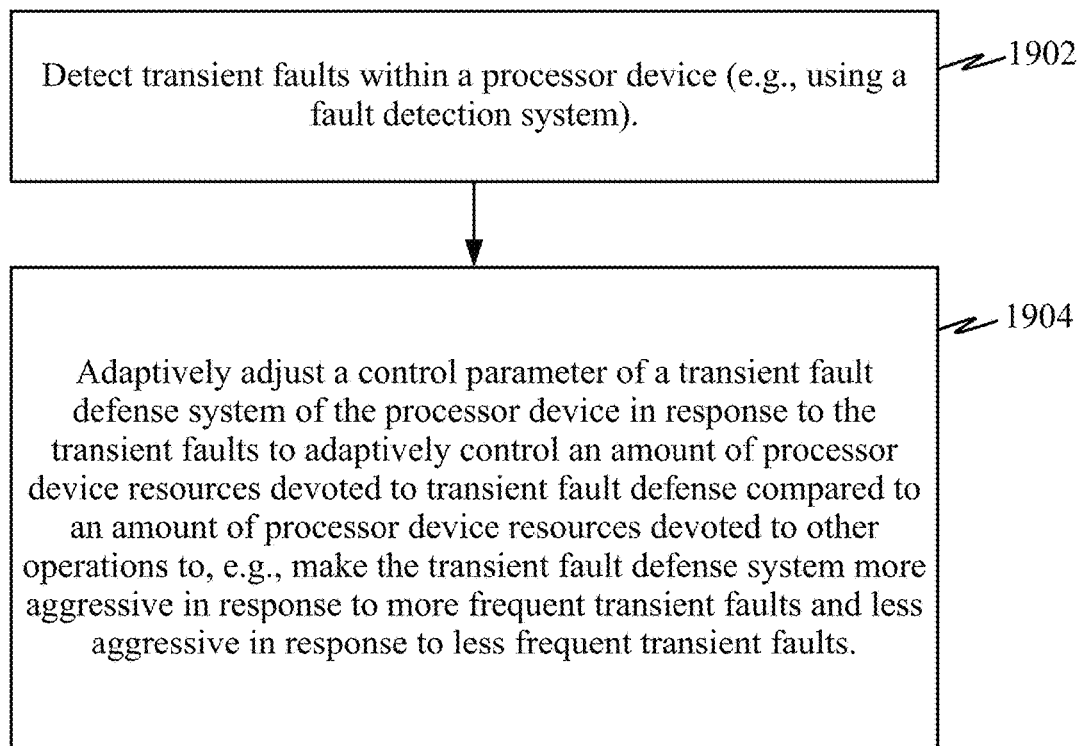 Detect transient faults within a processor device (e.g., using a
fault detection system).
1902
Adaptively adjust a control parameter of a transient fault
defense system of the processor device in response to the
transient faults to adaptively control an amount of processor
device resources devoted to transient fault defense compared to
an amount of processor device resources devoted to other
operations to, e.g., make the transient fault defense system more
aggressive in response to more frequent transient faults and less
aggressive in response to less frequent transient faults.
1904